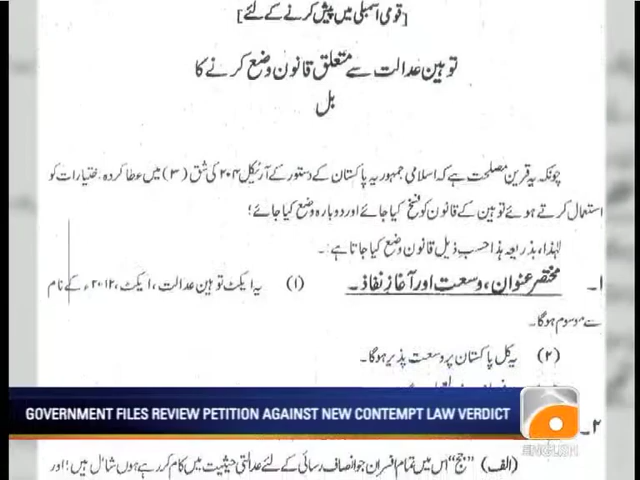 [قومی اسمبلی میں پیش کرنے کے لئے]
توہین عدالت سے متعلق قانون وضع کرنے کا
بل
چونکہ یہ قرین مصلحت ہے کہ اسلامی جمہوریہ پاکستان کے دستور کے آرٹیکل ۲۰۴ کی شق (۳) میں عطا کردہ اختیارات کو
استعمال کرتے ہوئے توہین کے قانون کو فسخ کیا جائے اور دوبارہ وضع کیا جائے؛
لہٰذا، بذریعہ ہذا حسب ذیل قانون وضع کیا جاتا ہے۔
۱۔ مختصر عنوان، وسعت اور آغاز نفاذ۔ (۱) یہ ایکٹ توہین عدالت، ایکٹ، ۲۰۱۲ء کے نام
سے موسوم ہوگا۔
(۲) یہ کل پاکستان پر وسعت پذیر ہوگا۔
GOVERNMENT FILES REVIEW PETITION AGAINST NEW CONTEMPT LAW VERDICT
ENGLISH
۲۔
(الف) "جج" اس میں تمام افسران جو انصاف رسائی کے لئے عدالتی حیثیت میں کام کر رہے ہوں شامل ہیں؛ اور